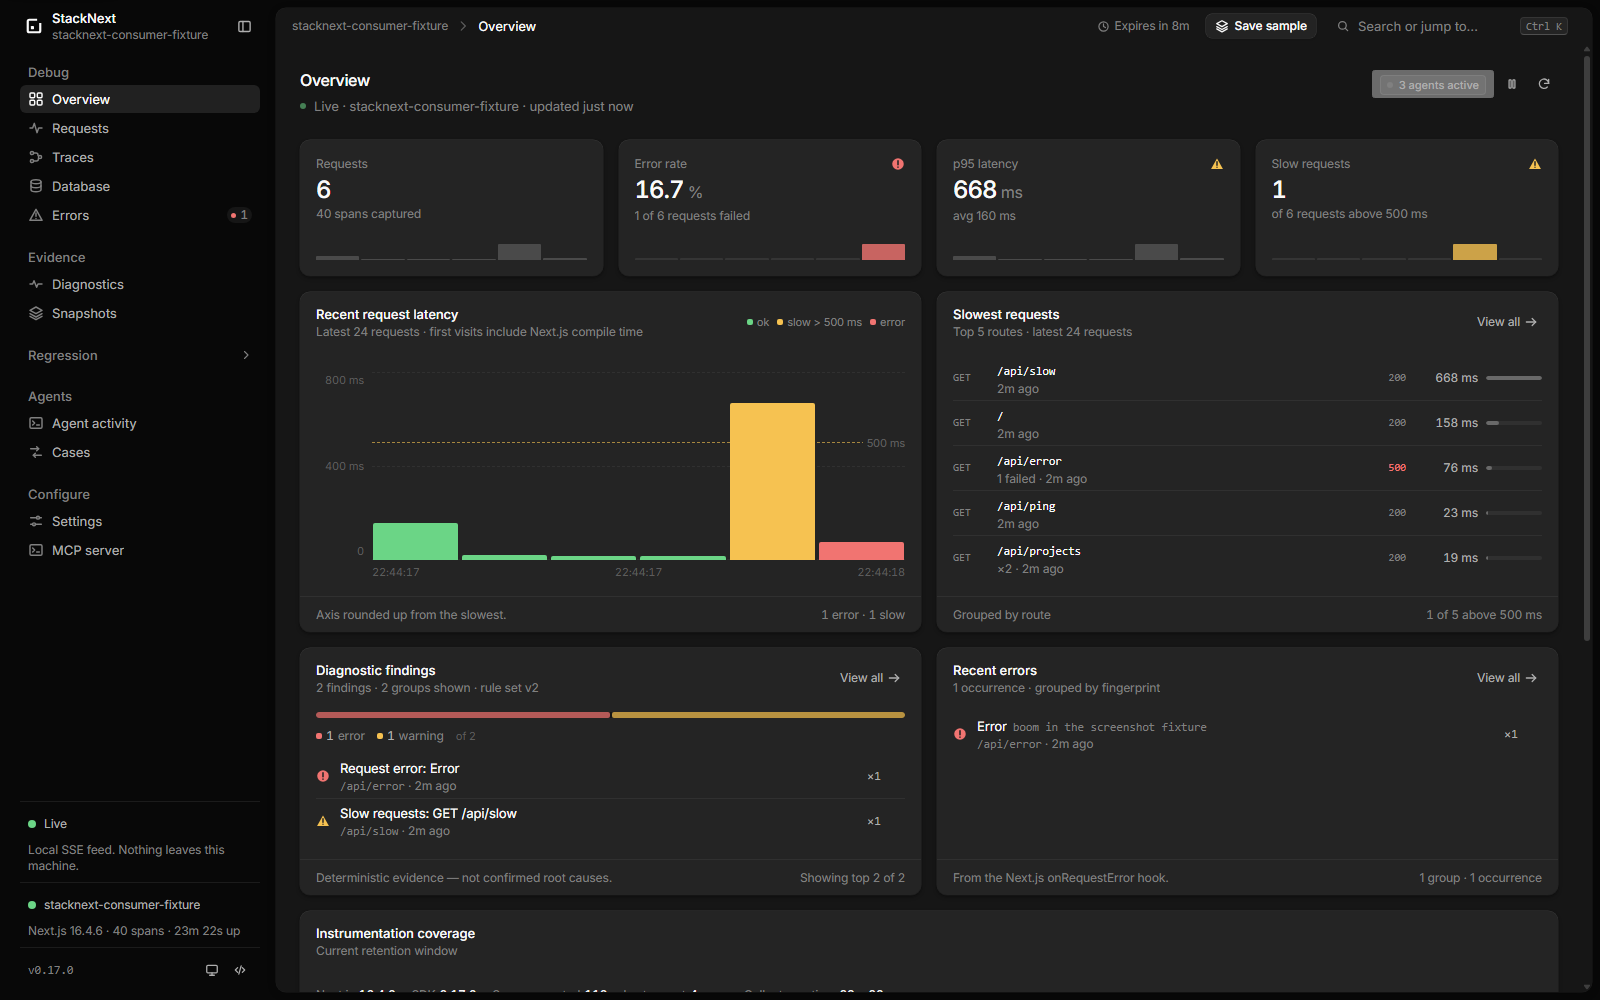 StackNext
stacknext-consumer-fixture
Debug
Overview
Requests
Traces
Database
Errors
1
Evidence
Diagnostics
Snapshots
Regression
Agents
Agent activity
Cases
Configure
Settings
MCP server
Live
Local SSE feed. Nothing leaves this
machine.
stacknext-consumer-fixture
Next.js 16.4.6 · 40 spans · 23m 22s up
v0.17.0
stacknext-consumer-fixture
Overview
Expires in 8m
Save sample
Search or jump to...
Ctrl K
Overview
Live · stacknext-consumer-fixture · updated just now
3 agents active
Requests
6
40 spans captured
Error rate
16.7 %
1 of 6 requests failed
p95 latency
668 ms
avg 160 ms
Slow requests
1
of 6 requests above 500 ms
Recent request latency
Latest 24 requests · first visits include Next.js compile time
ok
slow > 500 ms
error
800 ms
500 ms
400 ms
0
22:44:17
22:44:17
22:44:18
Axis rounded up from the slowest.
1 error · 1 slow
Slowest requests
Top 5 routes · latest 24 requests
View all →
GET /api/slow 200 668 ms
2m ago
GET / 200 158 ms
2m ago
GET /api/error 500 76 ms
1 failed · 2m ago
GET /api/ping 200 23 ms
2m ago
GET /api/projects 200 19 ms
×2 · 2m ago
Grouped by route
1 of 5 above 500 ms
Diagnostic findings
2 findings · 2 groups shown · rule set v2
View all →
1 error
1 warning
of 2
Request error: Error
/api/error · 2m ago
×1
Slow requests: GET /api/slow
/api/slow · 2m ago
×1
Deterministic evidence — not confirmed root causes.
Showing top 2 of 2
Recent errors
1 occurrence · grouped by fingerprint
View all →
Error boom in the screenshot fixture
/api/error · 2m ago
×1
From the Next.js onRequestError hook.
1 group · 1 occurrence
Instrumentation coverage
Current retention window